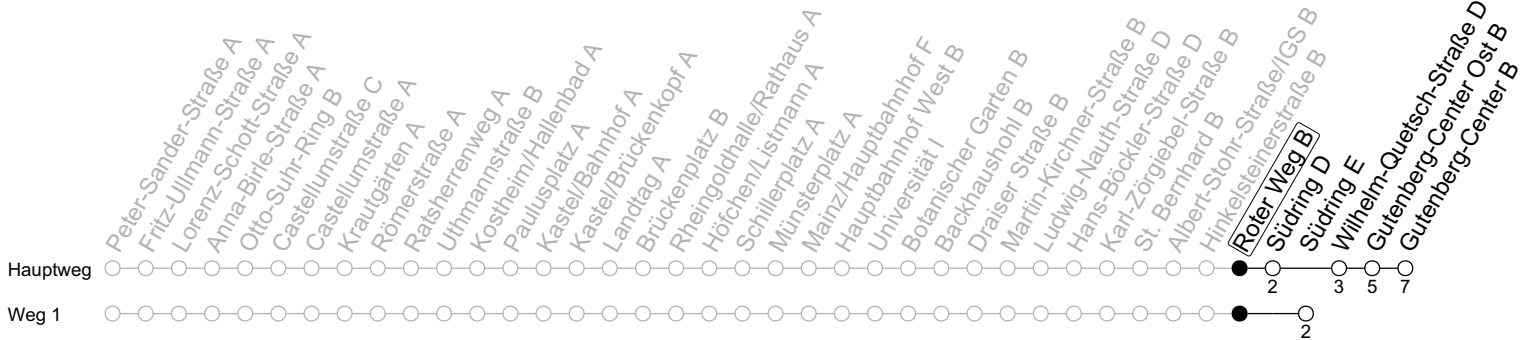 Peter-Sander-Straße A
Fritz-Ullmann-Straße A
Lorenz-Schott-Straße A
Anna-Birle-Straße A
Otto-Suhr-Ring B
Castellumstraße C
Castellumstraße A
Krautgärten A
Römerstraße A
Ratsherrenweg A
Uthmannstraße B
Kostheim/Hallenbad A
Paulusplatz A
Kastel/Bahnhof A
Kastel/Brückenkopf A
Landtag A
Brückenplatz B
Rheingoldhalle/Rathaus A
Höfchen/Listmann A
Schillerplatz A
Münsterplatz A
Mainz/Hauptbahnhof F
Hauptbahnhof West B
Universität I
Botanischer Garten B
Backhaushohl B
Draiser Straße B
Martin-Kirchner-Straße B
Ludwig-Nauth-Straße D
Hans-Böckler-Straße D
Karl-Zörgiebel-Straße B
St. Bernhard B
Albert-Stohr-Straße/IGS B
Hinkelsteinerstraße B
Roter Weg B
Südring D
Südring E
Wilhelm-Quetsch-Straße D
Gutenberg-Center Ost B
Gutenberg-Center B
Hauptweg
2 3 5 7
Weg 1
2